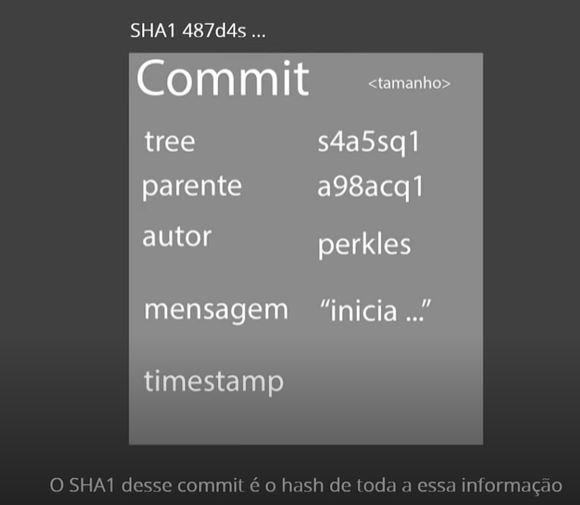 SHA1 487d4s ...
Commit <tamanho>
tree s4a5sq1
parente a98acq1
autor perkles
mensagem “inicia ...”
timestamp
O SHA1 desse commit é o hash de toda a essa informação